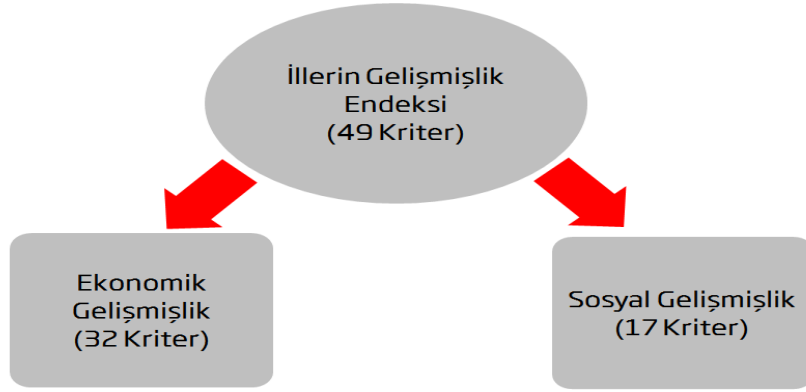 İllerin Gelişmişlik
Endeksi
(49 Kriter)
Ekonomik
Gelişmişlik
(32 Kriter)
Sosyal Gelişmişlik
(17 Kriter)